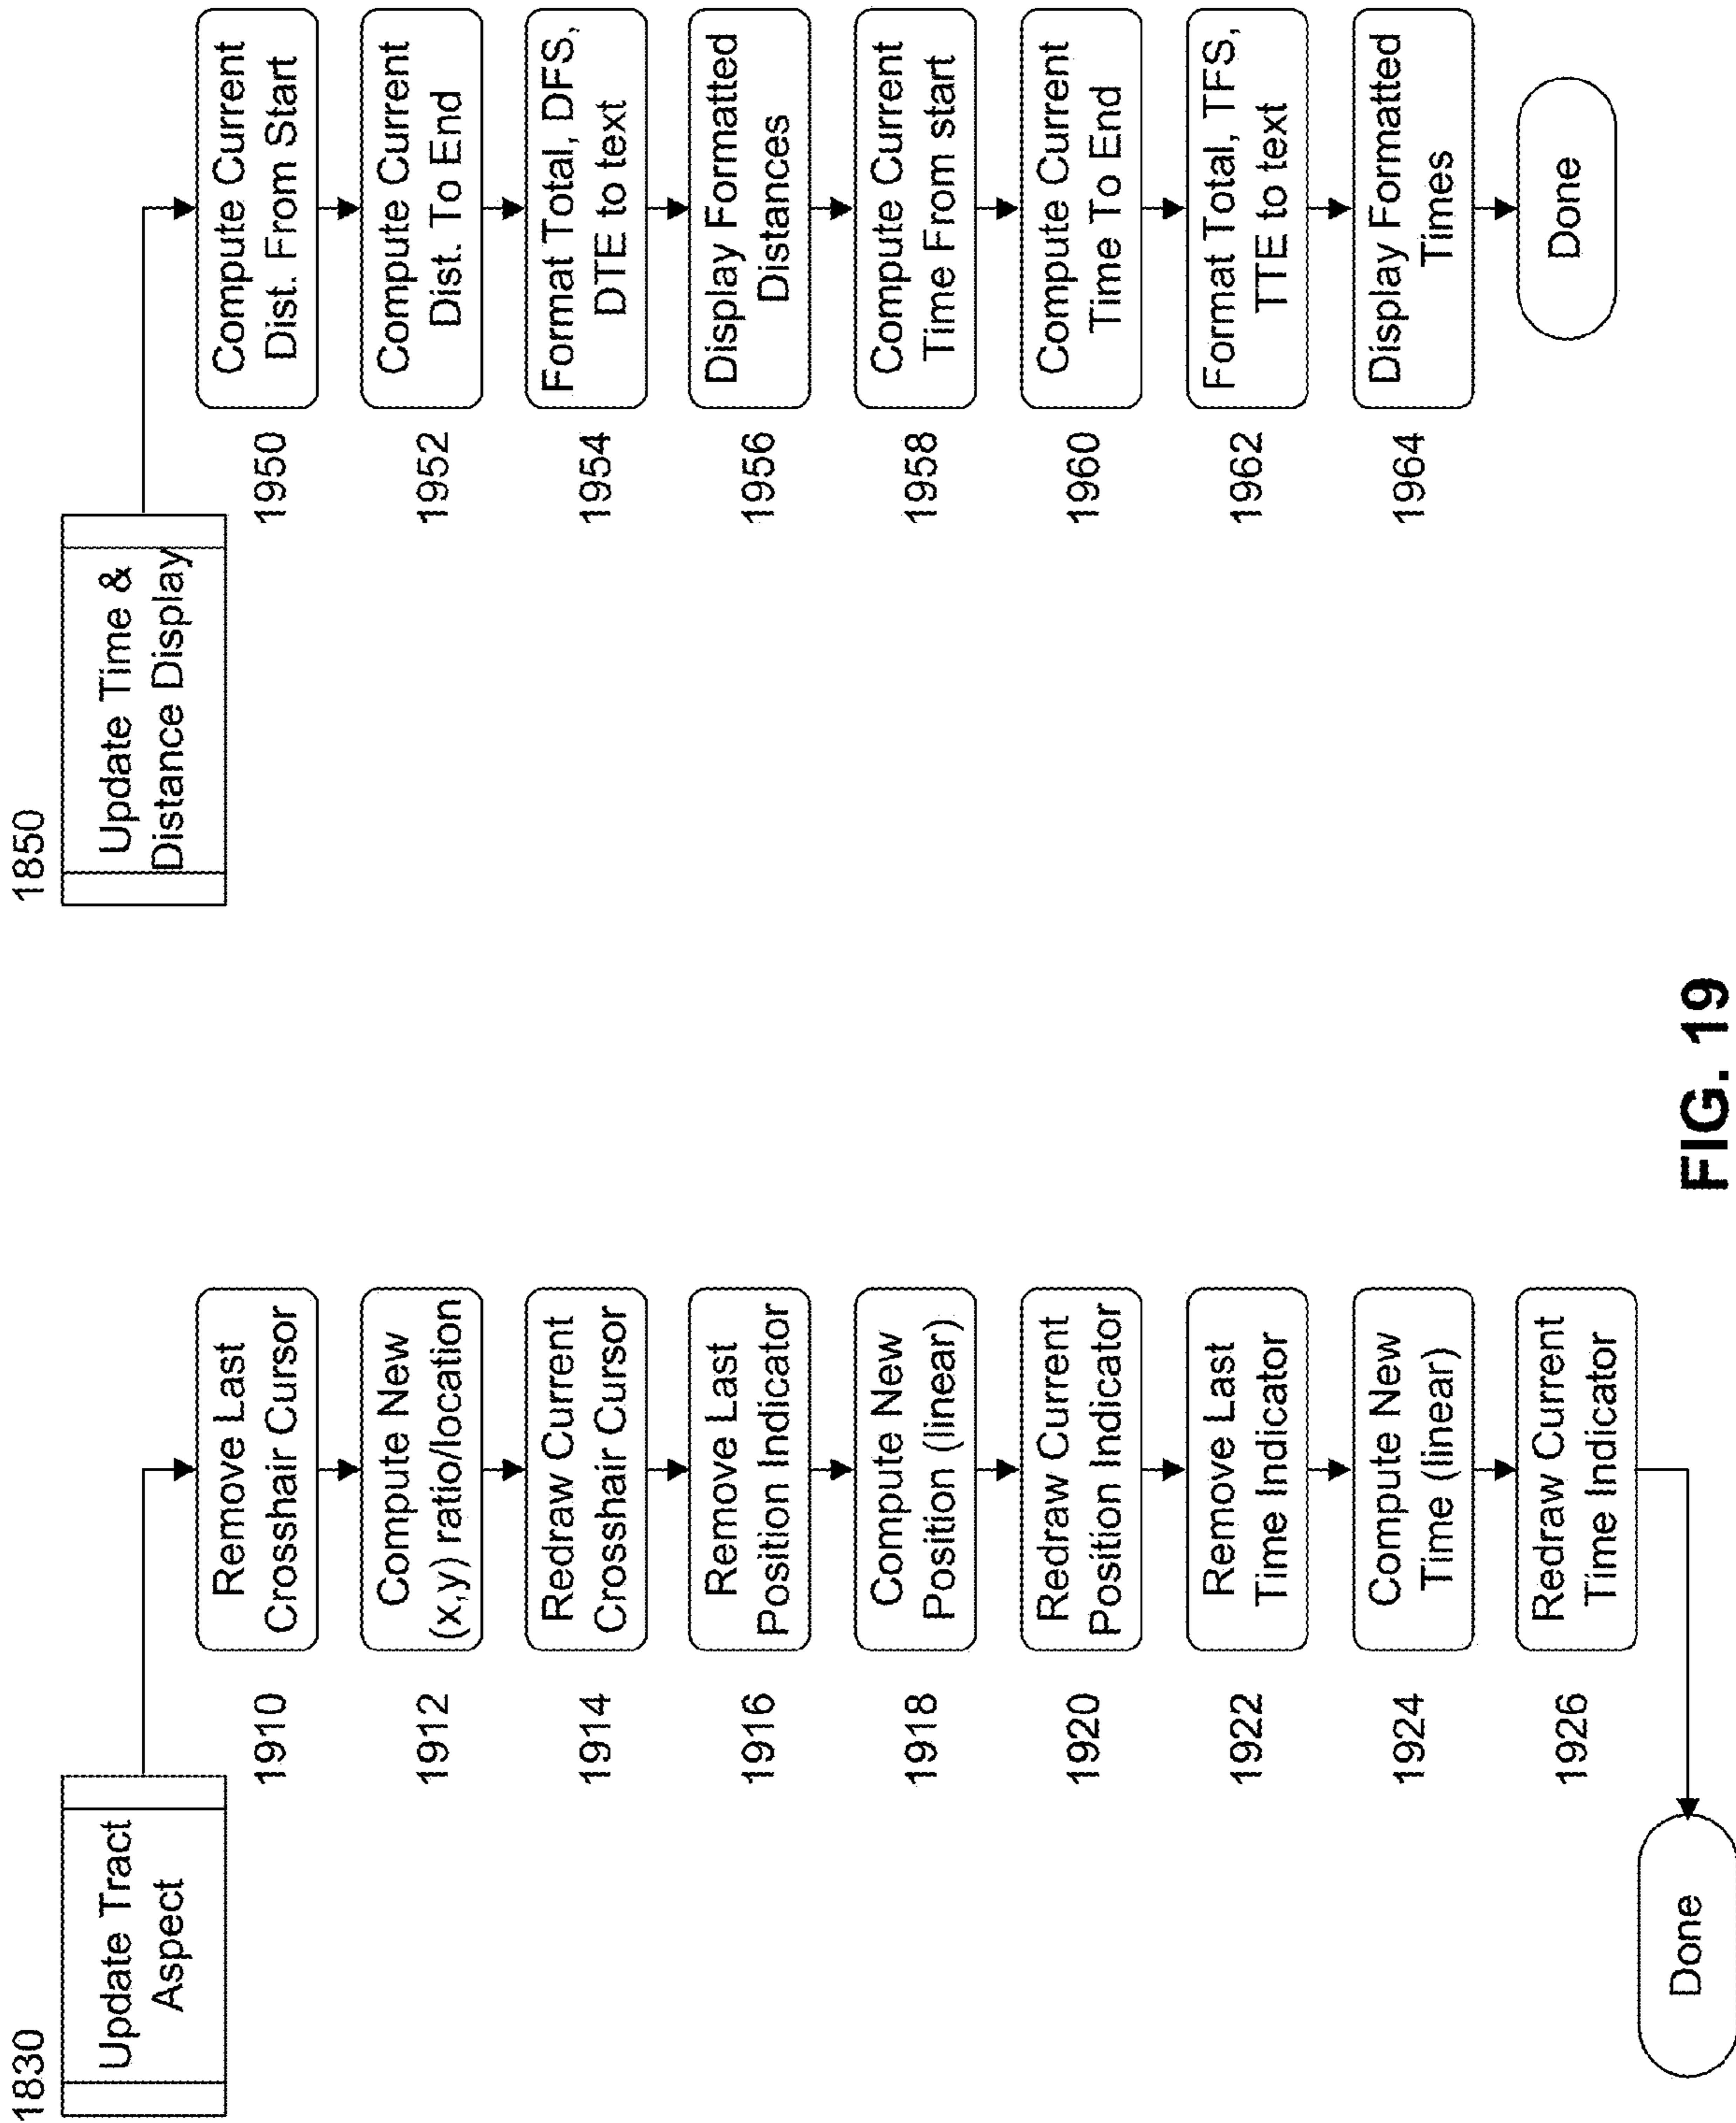 1830
Update Tract
Aspect
1910
Remove Last
Crosshair Cursor
1912
Compute New
(x,y) ratio/location
1914
Redraw Current
Crosshair Cursor
1916
Remove Last
Position Indicator
1918
Compute New
Position (linear)
1920
Redraw Current
Position Indicator
1922
Remove Last
Time Indicator
1924
Compute New
Time (linear)
1926
Redraw Current
Time Indicator
Done
1850
Update Time &
Distance Display
1950
Compute Current
Dist. From Start
1952
Compute Current
Dist. To End
1954
Format Total, DFS,
DTE to text
1956
Display Formatted
Distances
1958
Compute Current
Time From start
1960
Compute Current
Time To End
1962
Format Total, TFS,
TTE to text
1964
Display Formatted
Times
Done
FIG. 19